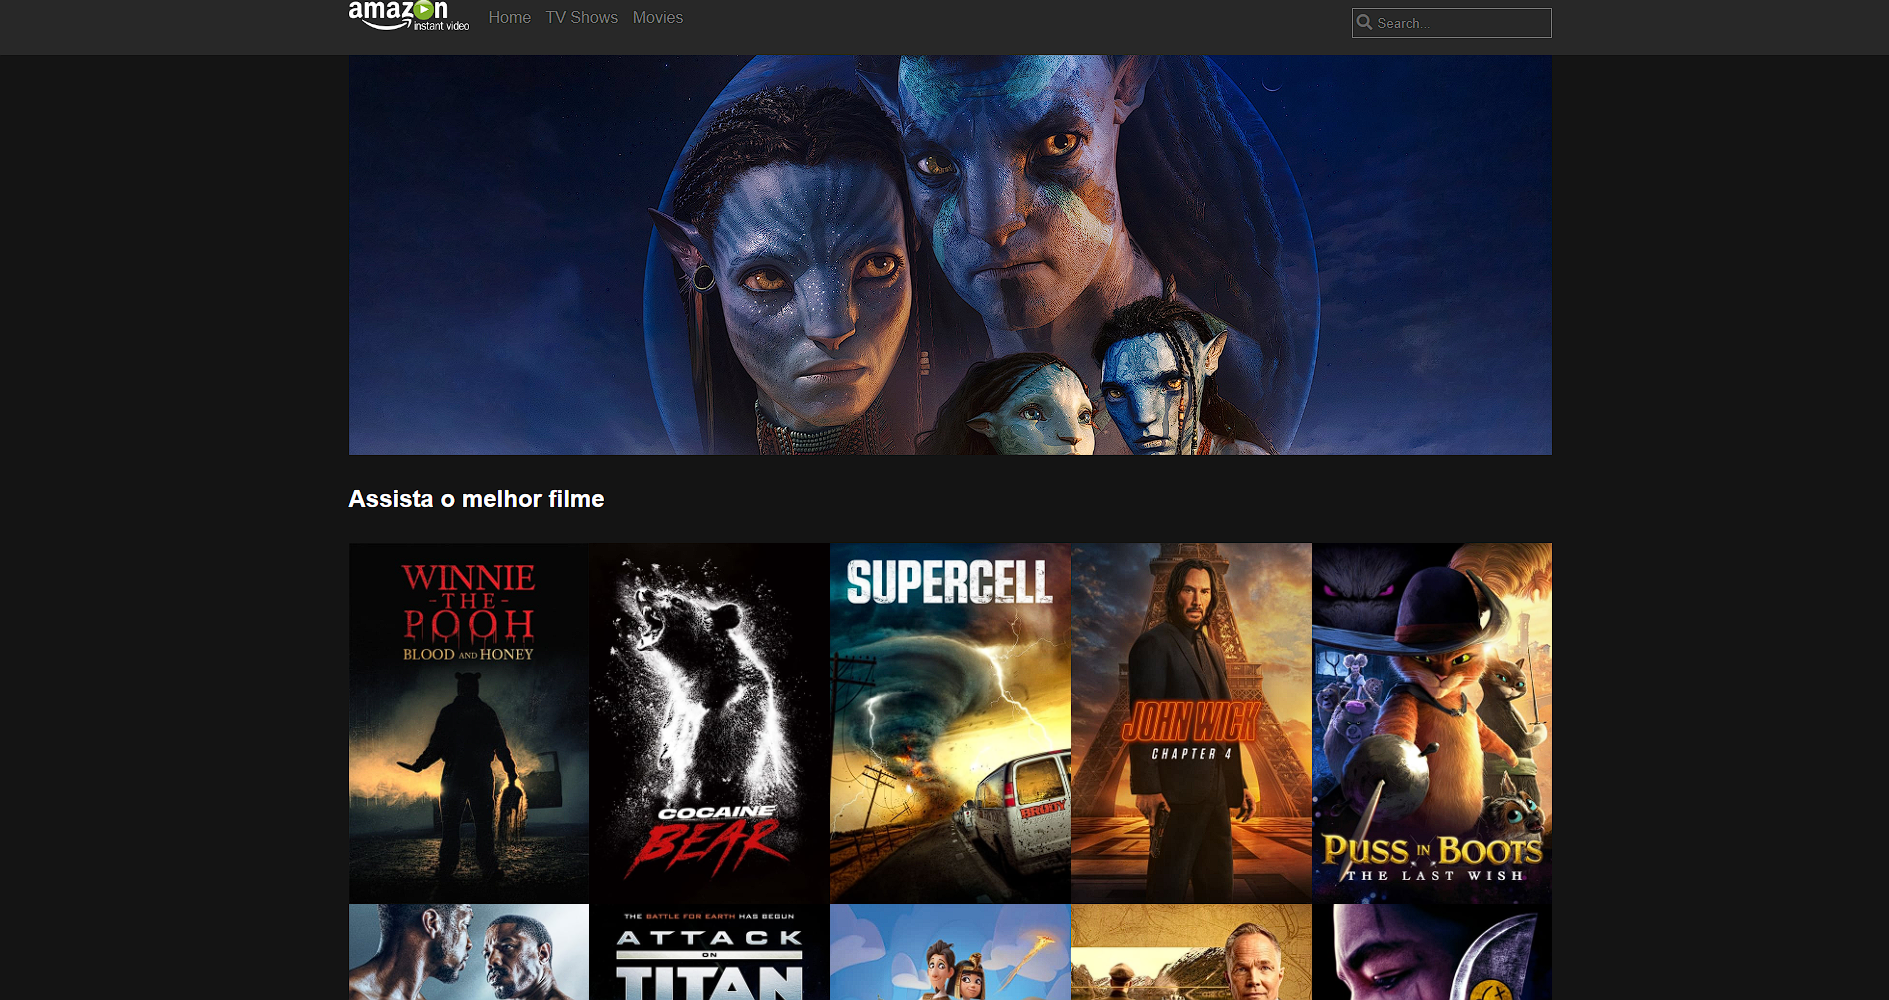 amazon
instant video
Home TV Shows Movies
Search...
Assista o melhor filme
WINNIE
-THE-
POOH
BLOOD AND HONEY
COCAINE
BEAR
SUPERCELL
BRODY
JOHN WICK
CHAPTER 4
PUSS IN BOOTS
THE LAST WISH
THE BATTLE FOR EARTH HAS BEGUN
ATTACK
ON
TITAN